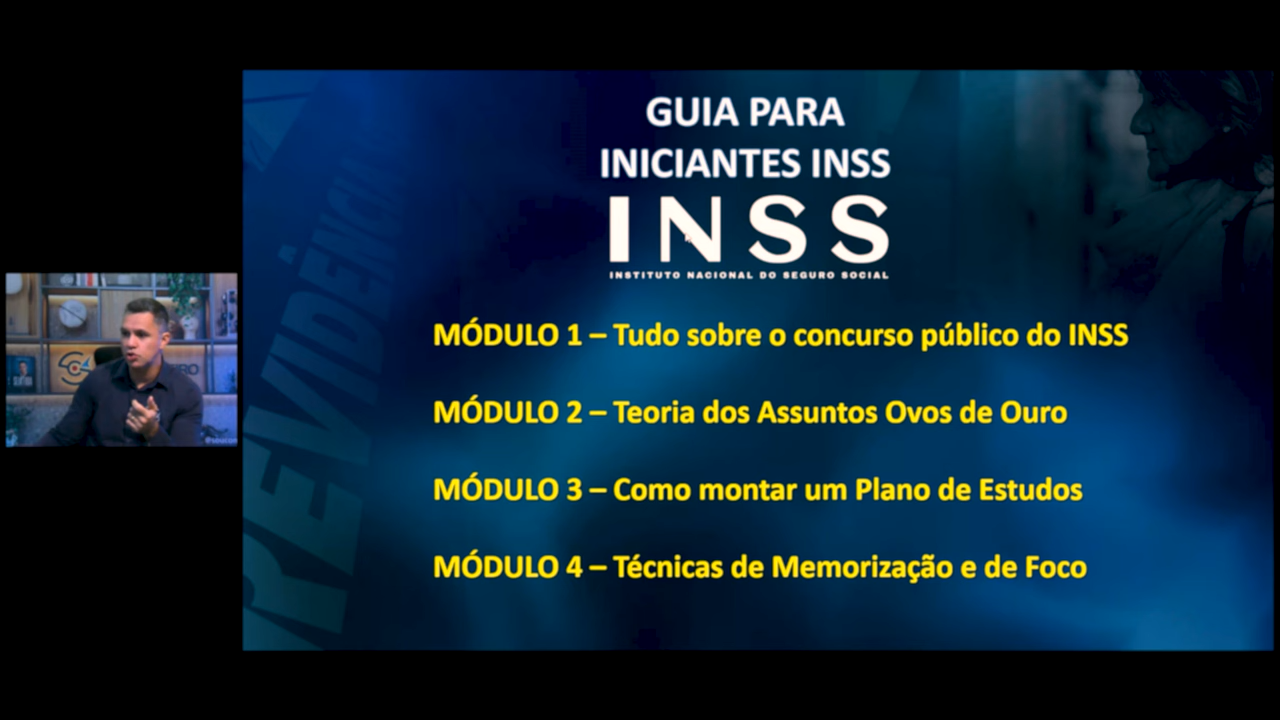 GUIA PARA
INICIANTES INSS
INSS
INSTITUTO NACIONAL DO SEGURO SOCIAL
MÓDULO 1 – Tudo sobre o concurso público do INSS
MÓDULO 2 – Teoria dos Assuntos Ovos de Ouro
MÓDULO 3 – Como montar um Plano de Estudos
MÓDULO 4 – Técnicas de Memorização e de Foco
REVIDÊNCIA